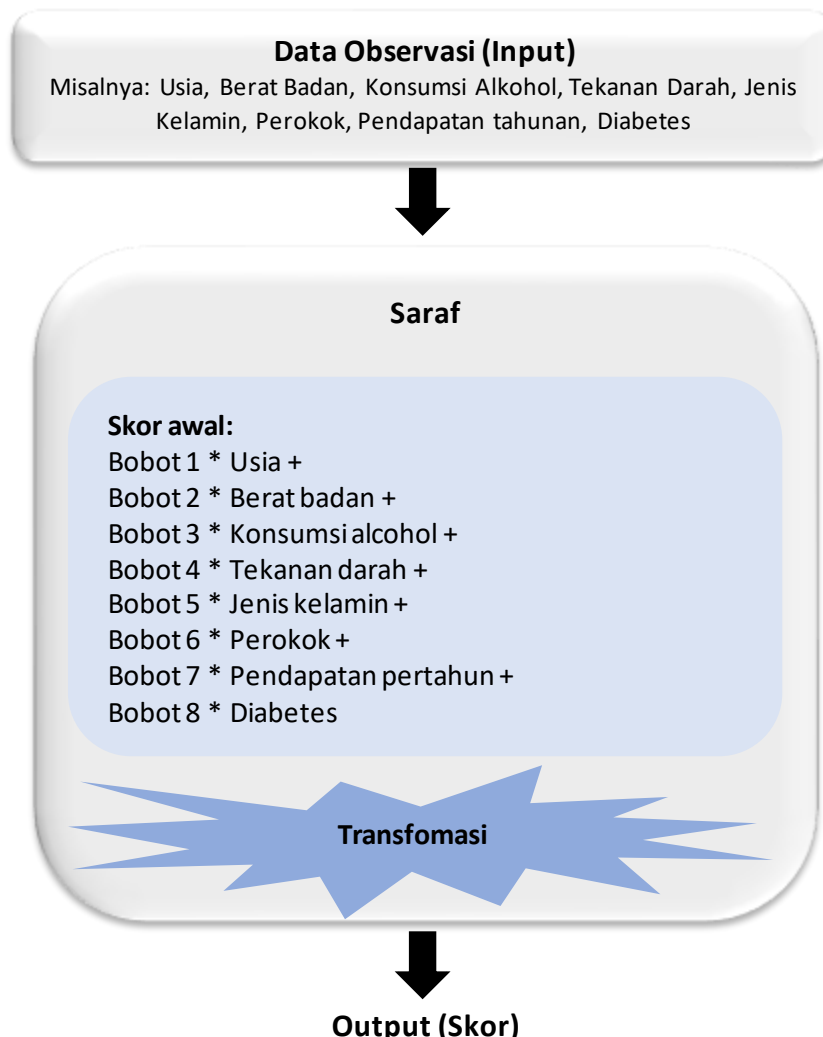 Data Observasi (Input)
Misalnya: Usia, Berat Badan, Konsumsi Alkohol, Tekanan Darah, Jenis
Kelamin, Perokok, Pendapatan tahunan, Diabetes
Saraf
Skor awal:
Bobot 1 * Usia +
Bobot 2 * Berat badan +
Bobot 3 * Konsumsi alcohol +
Bobot 4 * Tekanan darah +
Bobot 5 * Jenis kelamin +
Bobot 6 * Perokok +
Bobot 7 * Pendapatan pertahun +
Bobot 8 * Diabetes
Transfomasi
Output (Skor)